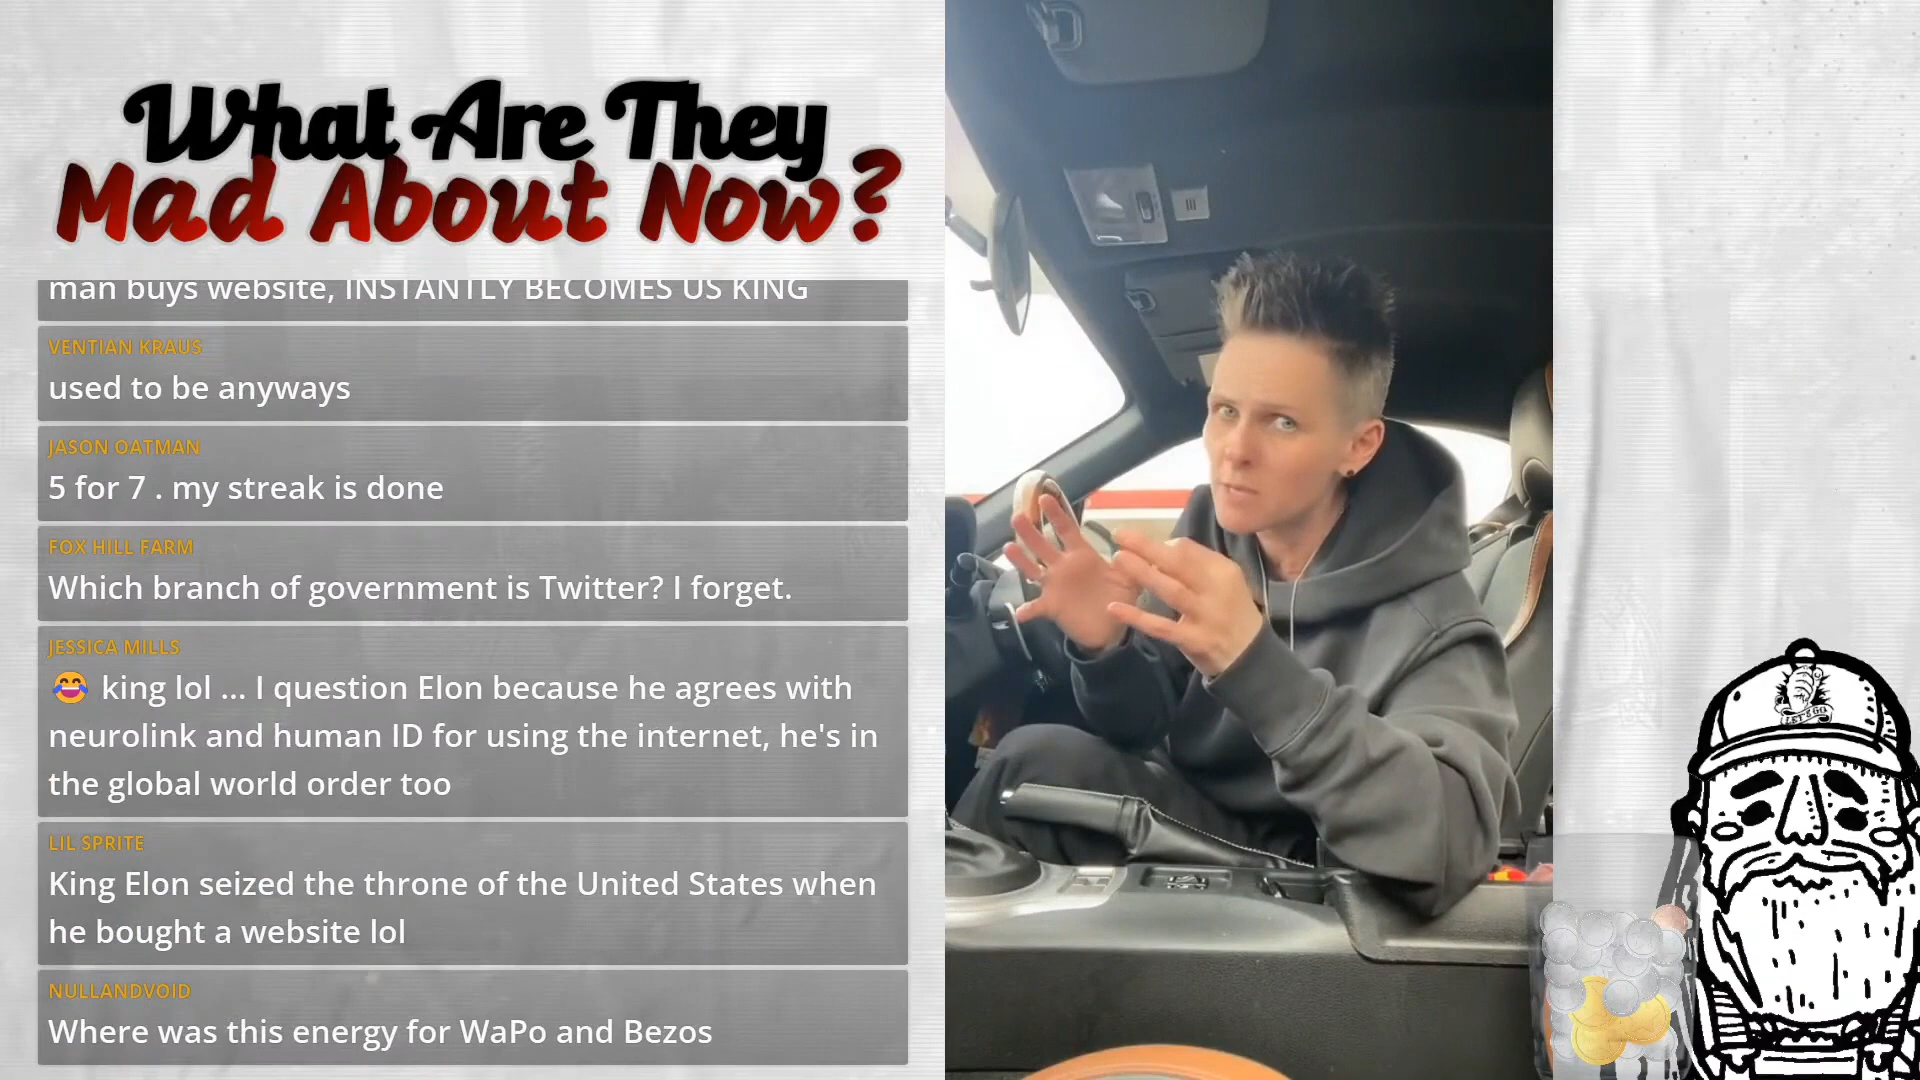 What Are They
Mad About Now?
man buys website, INSTANTLY BECOMES US KING
VENTIAN KRAUS
used to be anyways
JASON OATMAN
5 for 7 . my streak is done
FOX HILL FARM
Which branch of government is Twitter? I forget.
JESSICA MILLS
😂 king lol ... I question Elon because he agrees with
neurolink and human ID for using the internet, he's in
the global world order too
LIL SPRITE
King Elon seized the throne of the United States when
he bought a website lol
NULLANDVOID
Where was this energy for WaPo and Bezos
LET'S GO